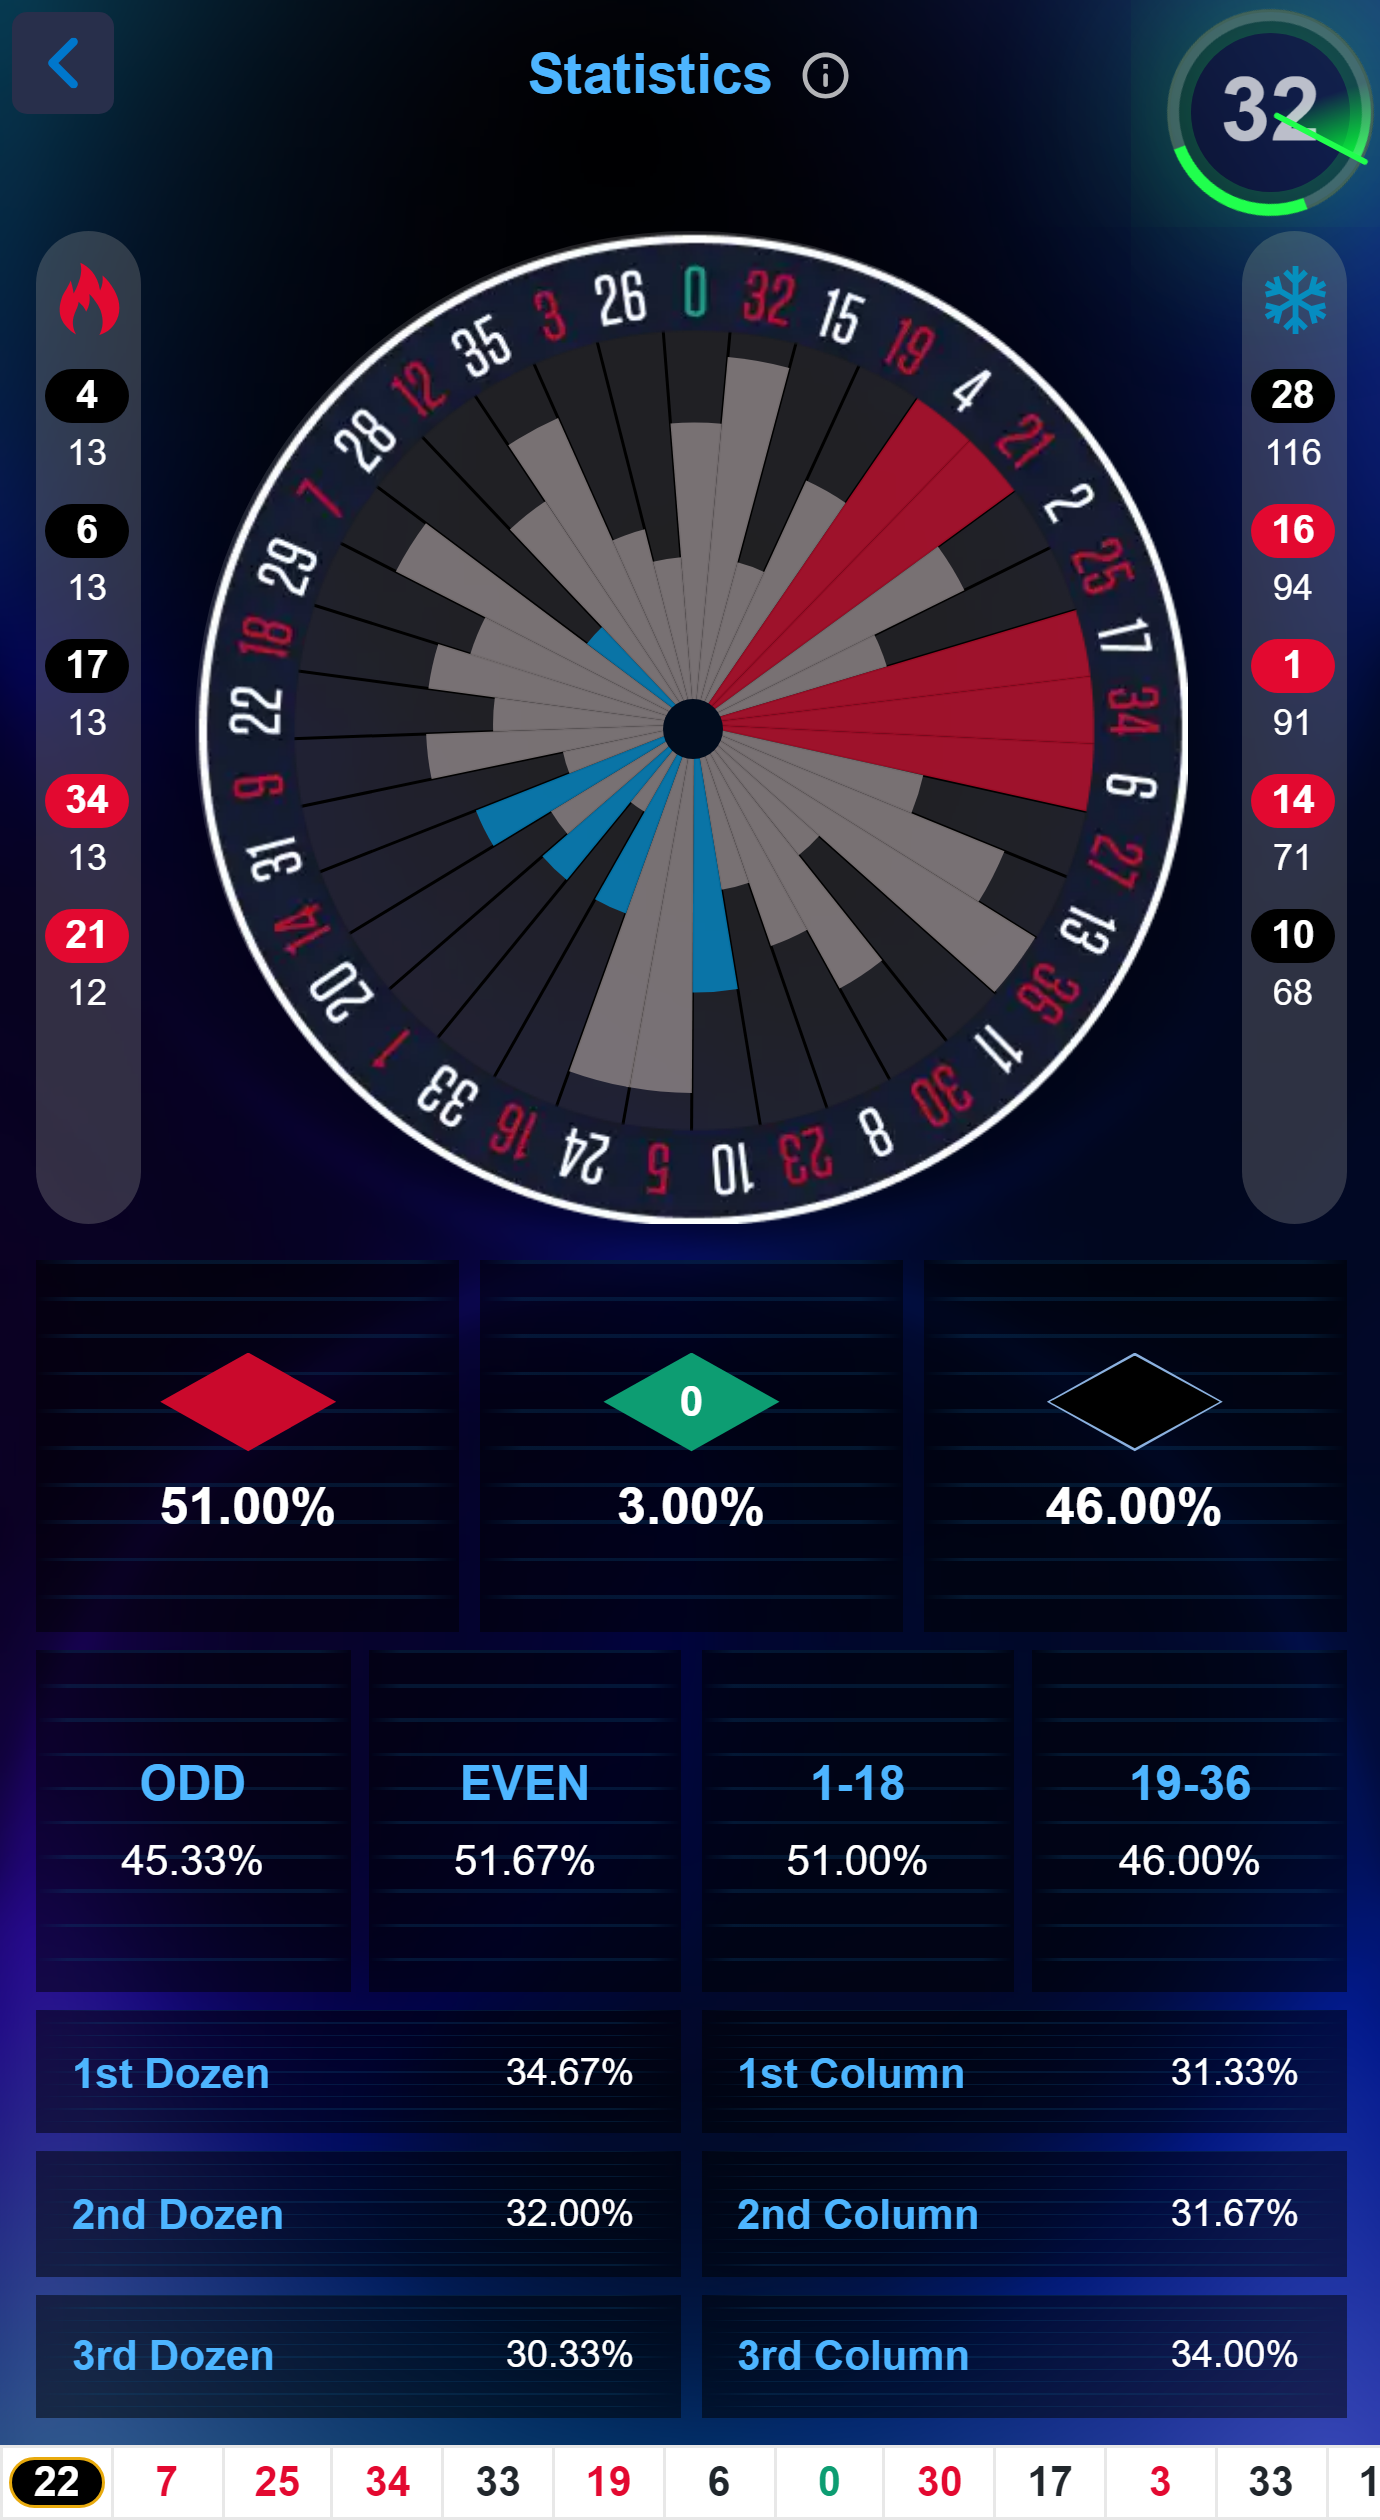 Statistics
32
0 32 15 19 4 21 2 25 17 34 6 27 13 36 11 30 8 23 10 5 24 16 33 1 20 14 31 9 22 18 29 7 28 12 35 3 26
4
13
6
13
17
13
34
13
21
12
28
116
16
94
1
91
14
71
10
68
0
51.00% 3.00% 46.00%
ODD EVEN 1-18 19-36
45.33% 51.67% 51.00% 46.00%
1st Dozen 34.67% 1st Column 31.33%
2nd Dozen 32.00% 2nd Column 31.67%
3rd Dozen 30.33% 3rd Column 34.00%
22 7 25 34 33 19 6 0 30 17 3 33